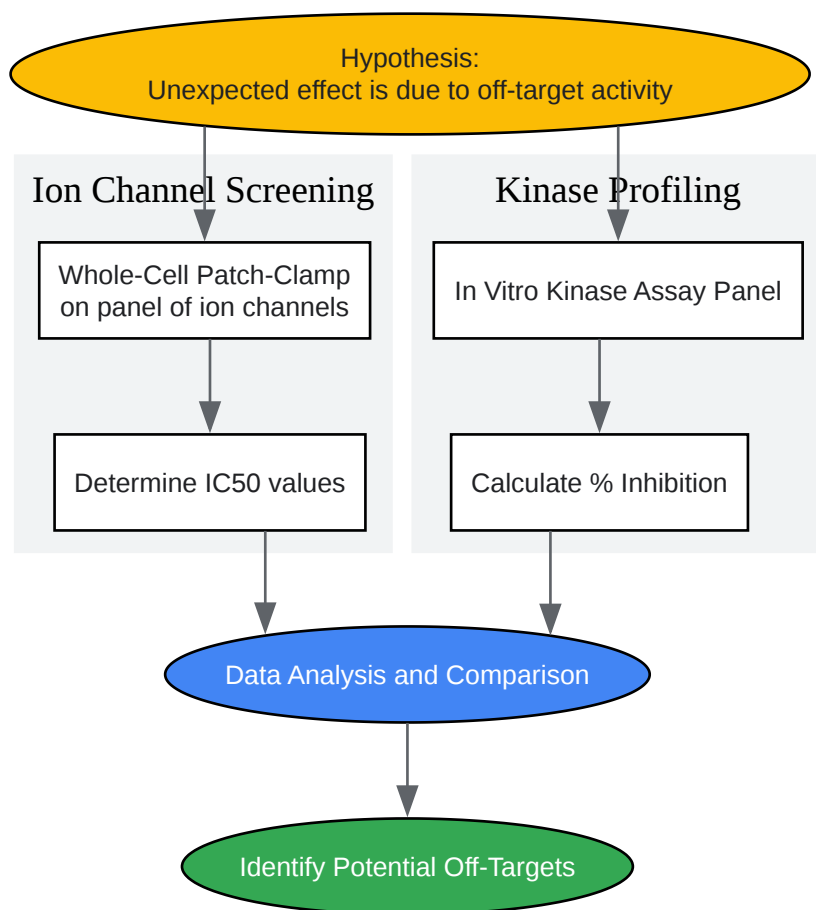 Hypothesis:
Unexpected effect is due to off-target activity
Ion Channel Screening
Kinase Profiling
Whole-Cell Patch-Clamp
on panel of ion channels
In Vitro Kinase Assay Panel
Determine IC50 values
Calculate % Inhibition
Data Analysis and Comparison
Identify Potential Off-Targets